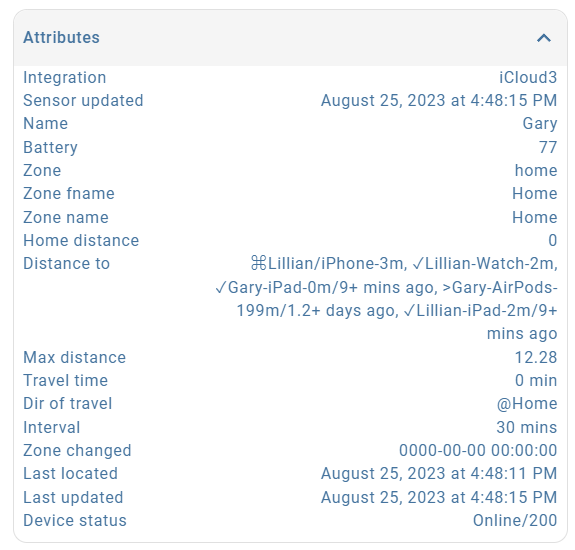 Attributes
Integration iCloud3
Sensor updated August 25, 2023 at 4:48:15 PM
Name Gary
Battery 77
Zone home
Zone fname Home
Zone name Home
Home distance 0
Distance to ⌘Lillian/iPhone-3m, ✓Lillian-Watch-2m,
✓Gary-iPad-0m/9+ mins ago, >Gary-AirPods-
199m/1.2+ days ago, ✓Lillian-iPad-2m/9+
mins ago
Max distance 12.28
Travel time 0 min
Dir of travel @Home
Interval 30 mins
Zone changed 0000-00-00 00:00:00
Last located August 25, 2023 at 4:48:11 PM
Last updated August 25, 2023 at 4:48:15 PM
Device status Online/200